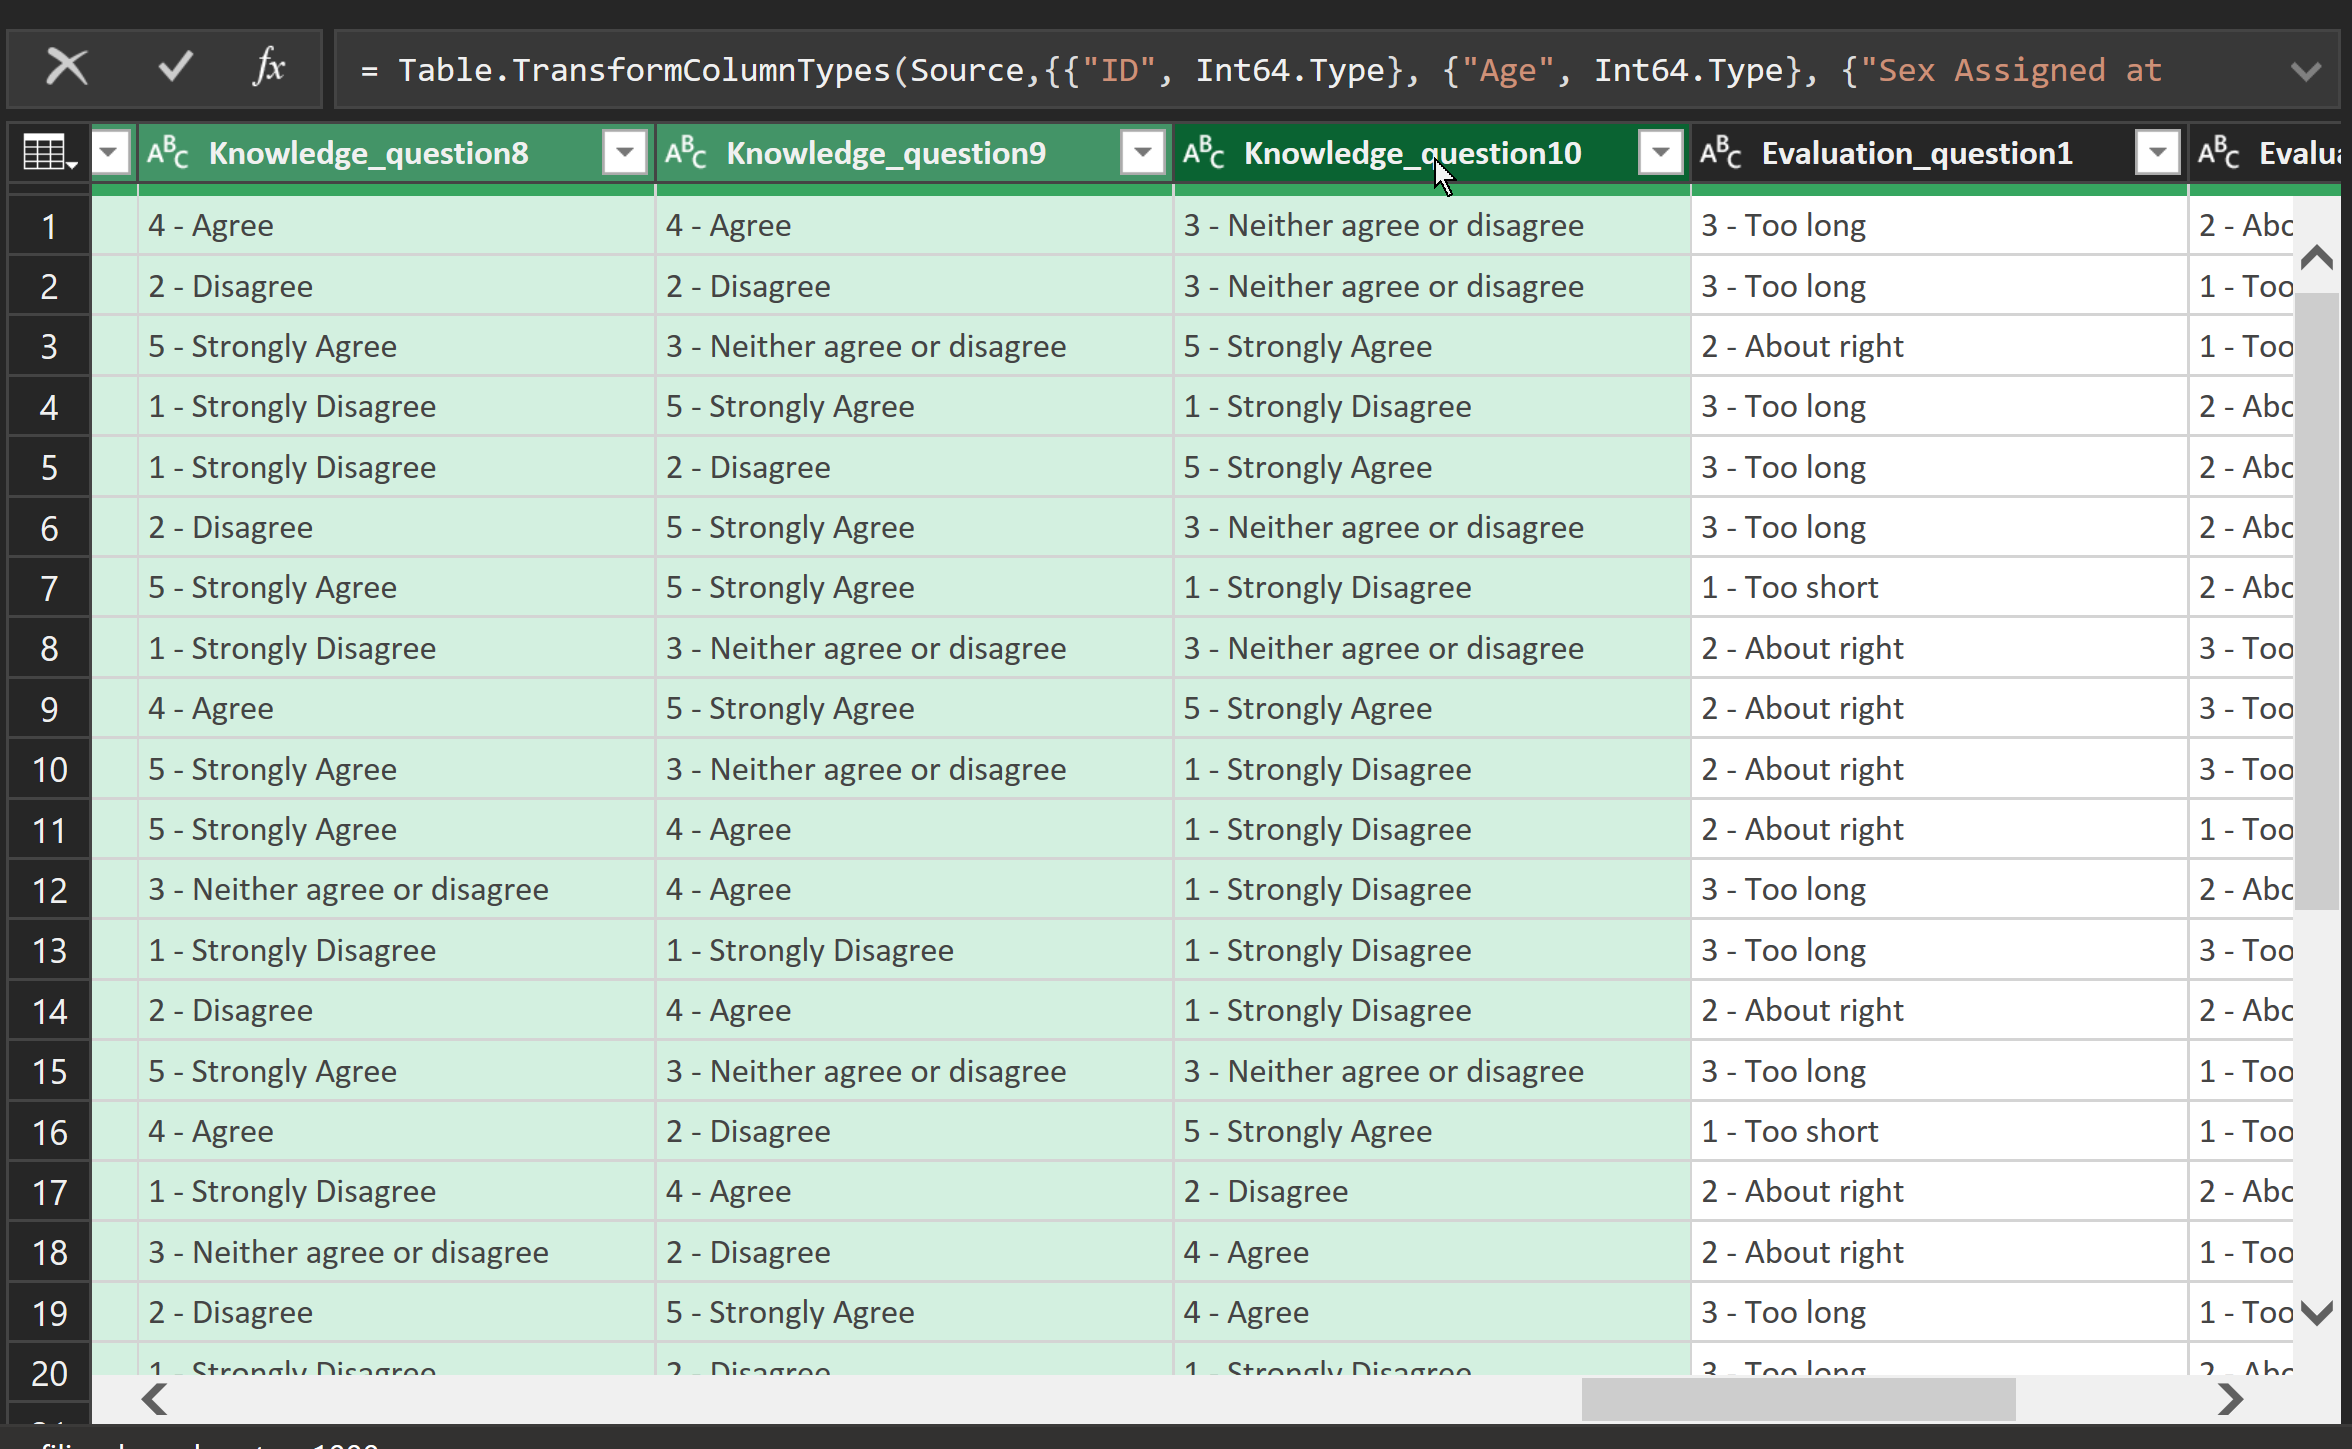 = Table.TransformColumnTypes(Source,{{"ID", Int64.Type}, {"Age", Int64.Type}, {"Sex Assigned at
Knowledge_question8 Knowledge_question9 Knowledge_question10 Evaluation_question1
1 4 - Agree 4 - Agree 3 - Neither agree or disagree 3 - Too long 2 -
2 2 - Disagree 2 - Disagree 3 - Neither agree or disagree 3 - Too long 1 - Too
3 5 - Strongly Agree 3 - Neither agree or disagree 5 - Strongly Agree 2 - About right 1 - Too
4 1 - Strongly Disagree 5 - Strongly Agree 1 - Strongly Disagree 3 - Too long 2 -
5 1 - Strongly Disagree 2 - Disagree 5 - Strongly Agree 3 - Too long 2 -
6 2 - Disagree 5 - Strongly Agree 3 - Neither agree or disagree 3 - Too long 2 -
7 5 - Strongly Agree 5 - Strongly Agree 1 - Strongly Disagree 1 - Too short 2 -
8 1 - Strongly Disagree 3 - Neither agree or disagree 3 - Neither agree or disagree 2 - About right 3 - Too
9 4 - Agree 5 - Strongly Agree 5 - Strongly Agree 2 - About right 3 - Too
10 5 - Strongly Agree 3 - Neither agree or disagree 1 - Strongly Disagree 2 - About right 3 - Too
11 5 - Strongly Agree 4 - Agree 1 - Strongly Disagree 2 - About right 1 - Too
12 3 - Neither agree or disagree 4 - Agree 1 - Strongly Disagree 3 - Too long 2 -
13 1 - Strongly Disagree 1 - Strongly Disagree 1 - Strongly Disagree 3 - Too long 3 - Too
14 2 - Disagree 4 - Agree 1 - Strongly Disagree 2 - About right 2 -
15 5 - Strongly Agree 3 - Neither agree or disagree 3 - Neither agree or disagree 3 - Too long 1 - Too
16 4 - Agree 2 - Disagree 5 - Strongly Agree 1 - Too short 1 - Too
17 1 - Strongly Disagree 4 - Agree 2 - Disagree 2 - About right 2 -
18 3 - Neither agree or disagree 2 - Disagree 4 - Agree 2 - About right 1 - Too
19 2 - Disagree 5 - Strongly Agree 4 - Agree 3 - Too long 1 - Too
20 1 - Strongly Disagree 2 - Disagree 1 - Strongly Disagree 3 - Too long 2 -